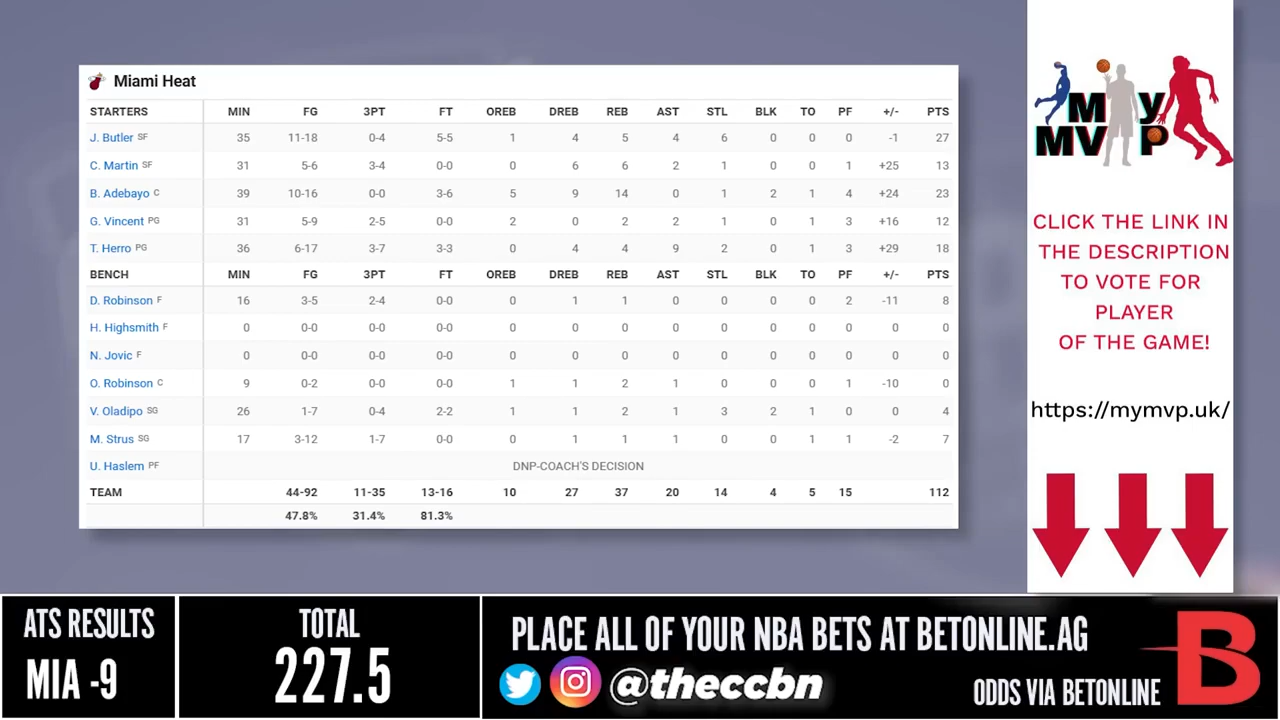 Miami Heat
STARTERS MIN FG 3PT FT OREB DREB REB AST STL BLK TO PF +/- PTS
J. Butler SF 35 11-18 0-4 5-5 1 4 5 4 6 0 0 0 -1 27
C. Martin SF 31 5-6 3-4 0-0 0 6 6 2 1 0 0 1 +25 13
B. Adebayo C 39 10-16 0-0 3-6 5 9 14 0 1 2 1 4 +24 23
G. Vincent PG 31 5-9 2-5 0-0 2 0 2 2 1 0 1 3 +16 12
T. Herro PG 36 6-17 3-7 3-3 0 4 4 9 2 0 1 3 +29 18
BENCH MIN FG 3PT FT OREB DREB REB AST STL BLK TO PF +/- PTS
D. Robinson F 16 3-5 2-4 0-0 0 1 1 0 0 0 0 2 -11 8
H. Highsmith F 0 0-0 0-0 0-0 0 0 0 0 0 0 0 0 0 0
N. Jovic F 0 0-0 0-0 0-0 0 0 0 0 0 0 0 0 0 0
O. Robinson C 9 0-2 0-0 0-0 1 1 2 1 0 0 0 1 -10 0
V. Oladipo SG 26 1-7 0-4 2-2 1 1 2 1 3 2 1 0 0 4
M. Strus SG 17 3-12 1-7 0-0 0 1 1 1 0 0 1 1 -2 7
U. Haslem PF DNP-COACH'S DECISION
TEAM 44-92 11-35 13-16 10 27 37 20 14 4 5 15 112
47.8% 31.4% 81.3%
My
MVP
CLICK THE LINK IN
THE DESCRIPTION
TO VOTE FOR
PLAYER
OF THE GAME!
https://mymvp.uk/
ATS RESULTS
MIA -9
TOTAL
227.5
PLACE ALL OF YOUR NBA BETS AT BETONLINE.AG
@theccbn
ODDS VIA BETONLINE
B